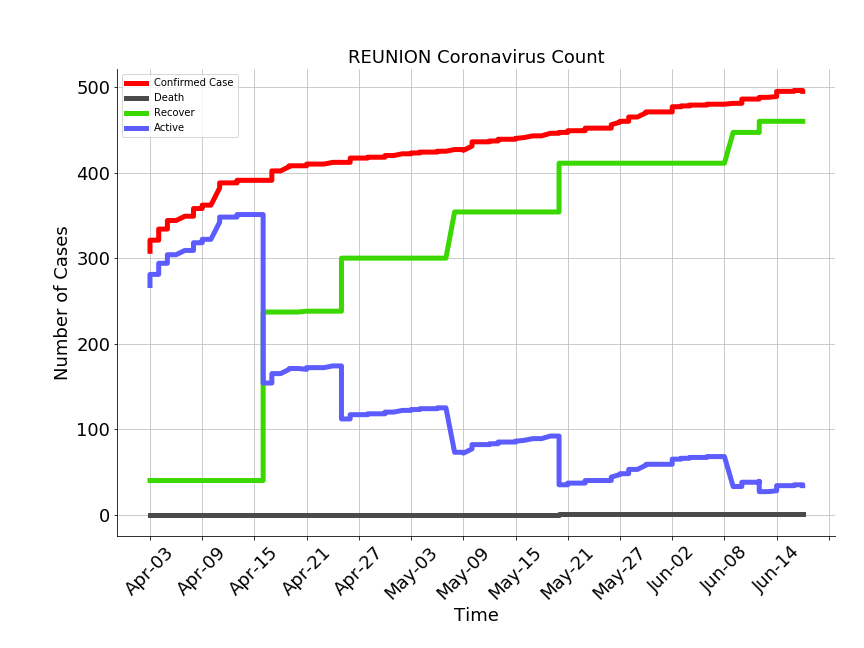 REUNION Coronavirus Count
Confirmed Case
Death
Recover
Active
Number of Cases
500
400
300
200
100
0
Apr-03
Apr-09
Apr-15
Apr-21
Apr-27
May-03
May-09
May-15
May-21
May-27
Jun-02
Jun-08
Jun-14
Time